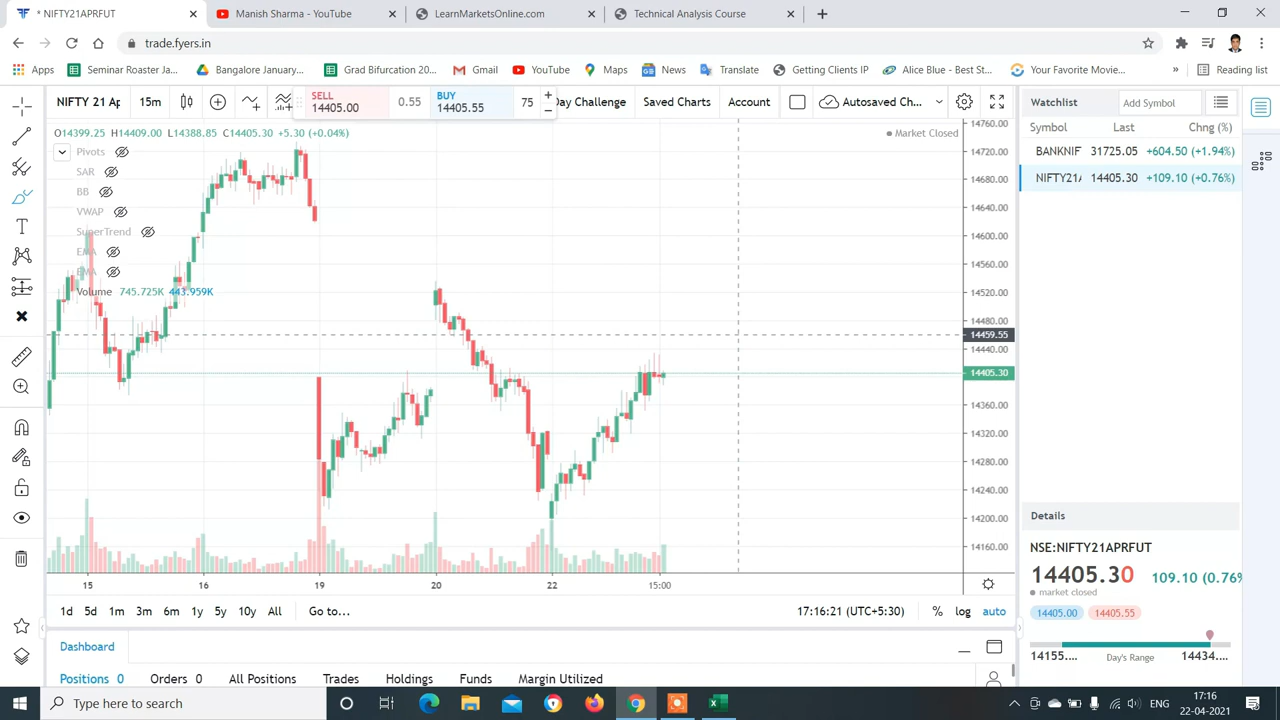 * NIFTY21APRFUT
Manish Sharma - YouTube
LearnMarketsOnline.com
Technical Analysis Course
trade.fyers.in
Apps
Seminar Roaster Ja...
Bangalore January...
Grad Bifurcation 20...
Gmail
YouTube
Maps
News
Translate
Getting Clients IP
Alice Blue - Best St...
Your Favorite Movie...
»
Reading list
NIFTY 21 Ap
15m
SELL
14405.00
0.55
BUY
14405.55
75
Day Challenge
Saved Charts
Account
Autosaved Ch...
O14399.25 H14409.00 L14388.85 C14405.30 +5.30 (+0.04%)
Market Closed
Pivots
SAR
BB
VWAP
SuperTrend
EMA
EMA
Volume 745.725K 443.959K
14760.00
14720.00
14680.00
14640.00
14600.00
14560.00
14520.00
14480.00
14459.55
14440.00
14405.30
14360.00
14320.00
14280.00
14240.00
14200.00
14160.00
15
16
19
20
22
15:00
1d 5d 1m 3m 6m 1y 5y 10y All
Go to...
17:16:21 (UTC+5:30)
% log auto
Dashboard
Positions 0
Orders 0
All Positions
Trades
Holdings
Funds
Margin Utilized
Watchlist
Add Symbol
Symbol Last Chng (%)
BANKNIF 31725.05 +604.50 (+1.94%)
NIFTY21A 14405.30 +109.10 (+0.76%)
Details
NSE:NIFTY21APRFUT
14405.30 109.10 (0.76%
market closed
14405.00 14405.55
14155.... Day's Range 14434....
Type here to search
ENG
17:16
22-04-2021